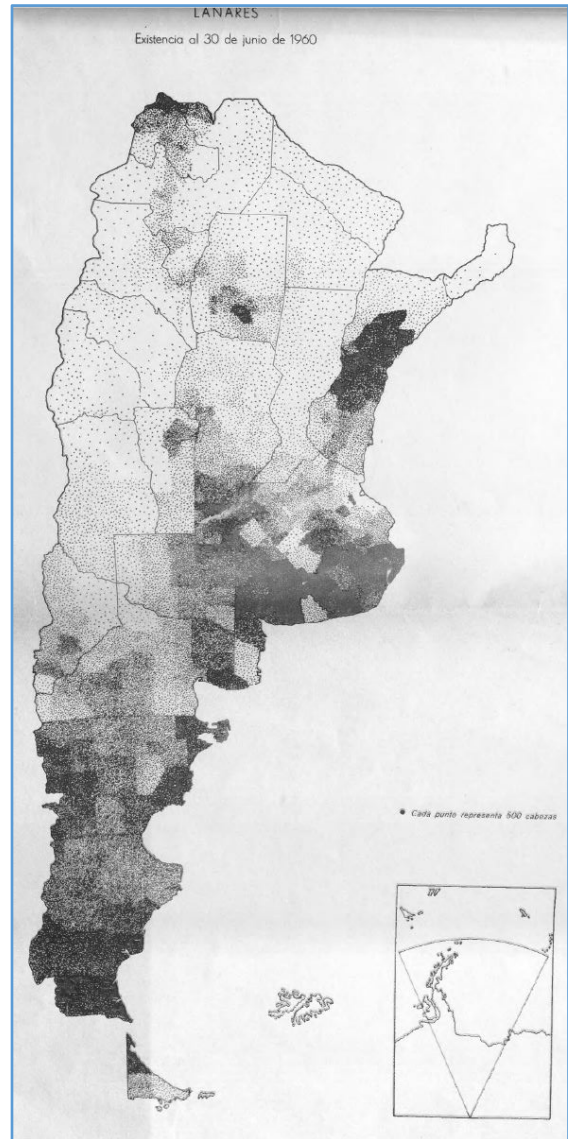 LANARES
Existencia al 30 de junio de 1960
Cada punto representa 500 cabezas